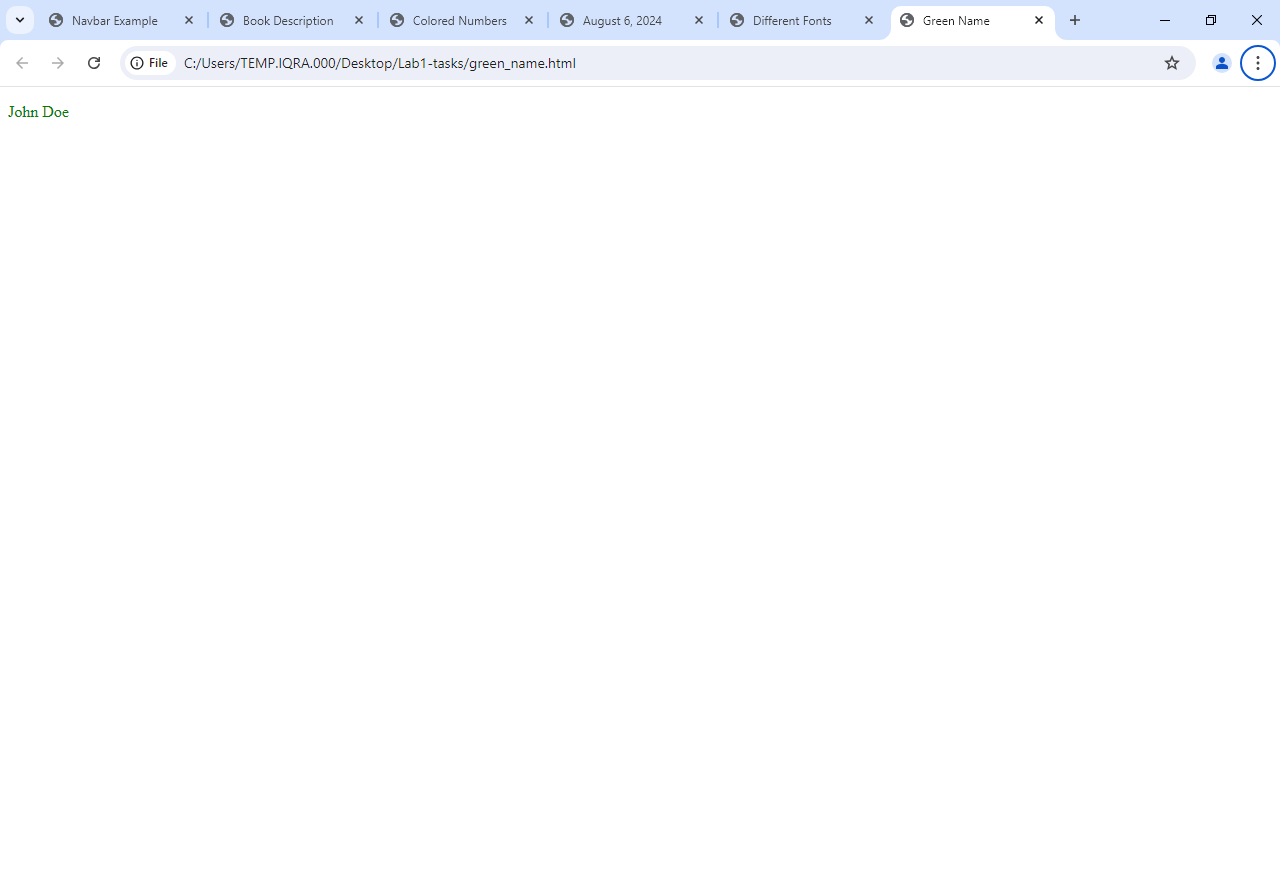 Navbar Example
Book Description
Colored Numbers
August 6, 2024
Different Fonts
Green Name
File
C:/Users/TEMP.IQRA.000/Desktop/Lab1-tasks/green_name.html
John Doe